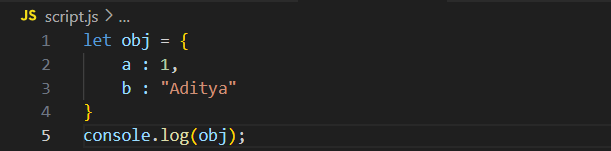 JS script.js > ...
1 let obj = {
2     a : 1,
3     b : "Aditya"
4 }
5 console.log(obj);